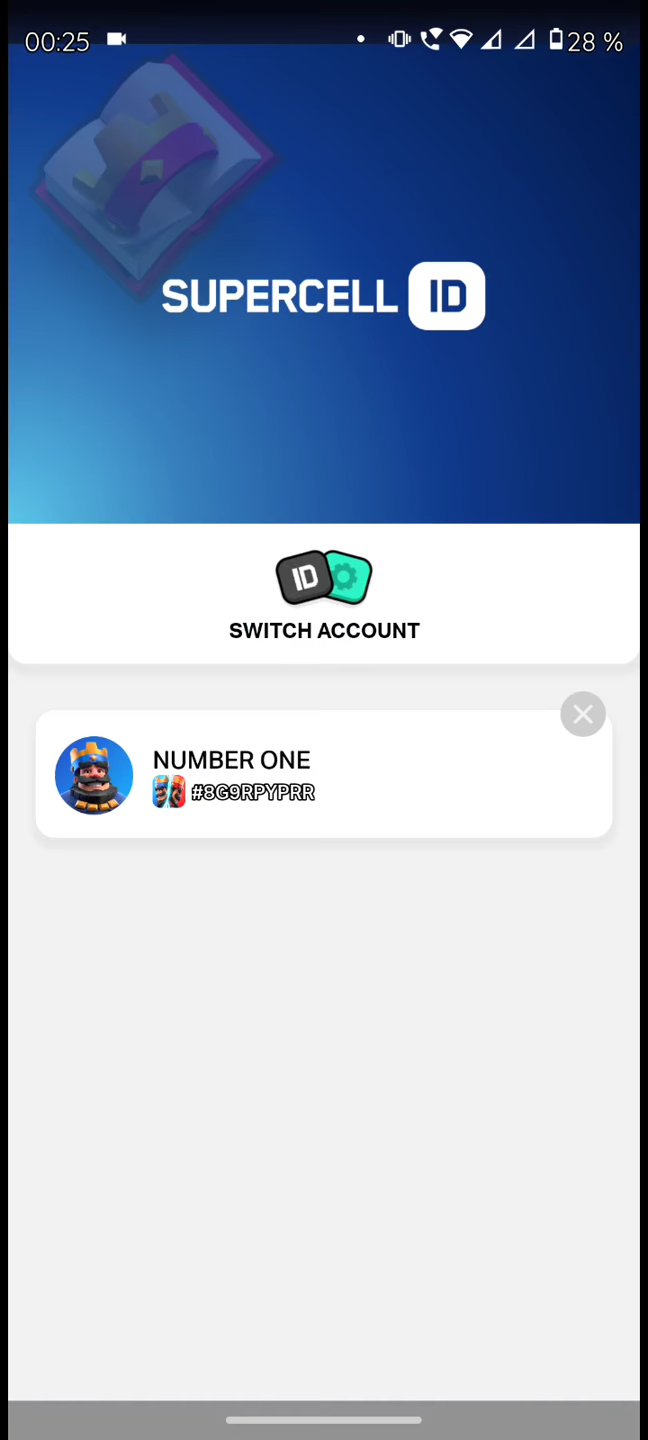 00:25
28 %
SUPERCELL ID
ID
SWITCH ACCOUNT
NUMBER ONE
#8G9RPYPRR